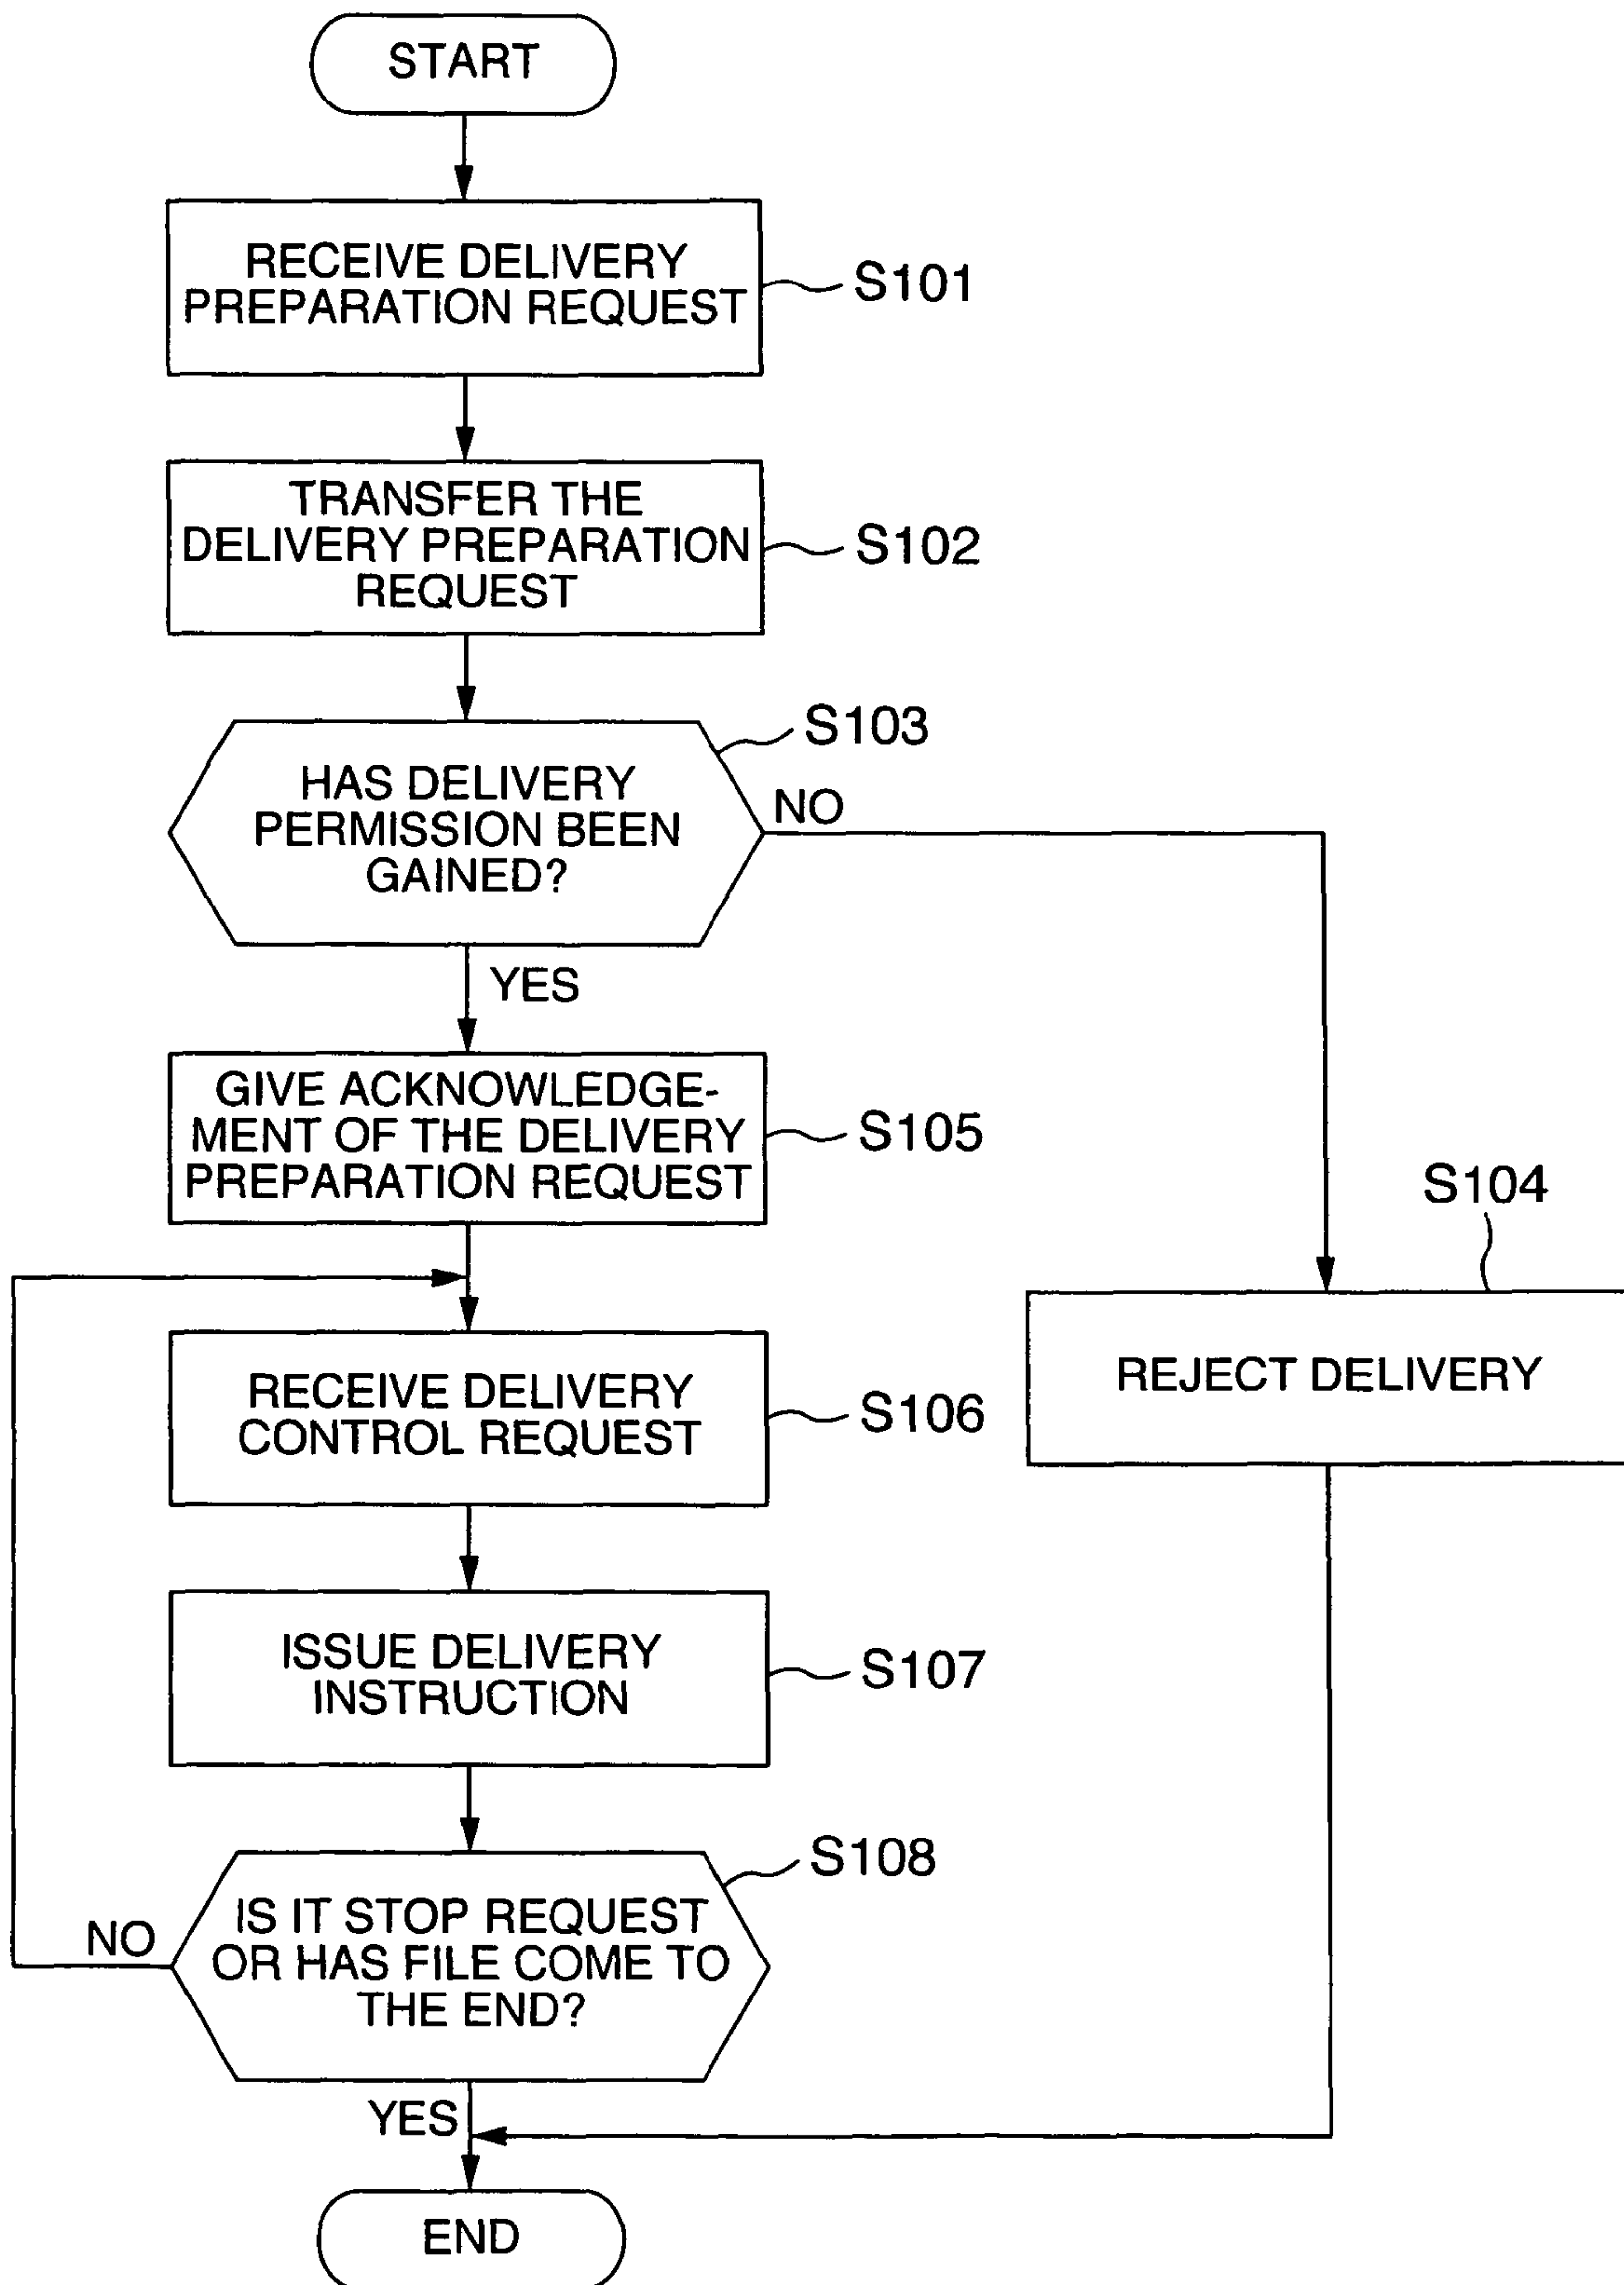 START
RECEIVE DELIVERY
PREPARATION REQUEST
S101
TRANSFER THE
DELIVERY PREPARATION
REQUEST
S102
S103
HAS DELIVERY
PERMISSION BEEN
GAINED?
NO
YES
GIVE ACKNOWLEDGE-
MENT OF THE DELIVERY
PREPARATION REQUEST
S105
S104
REJECT DELIVERY
RECEIVE DELIVERY
CONTROL REQUEST
S106
ISSUE DELIVERY
INSTRUCTION
S107
S108
IS IT STOP REQUEST
OR HAS FILE COME TO
THE END?
NO
YES
END